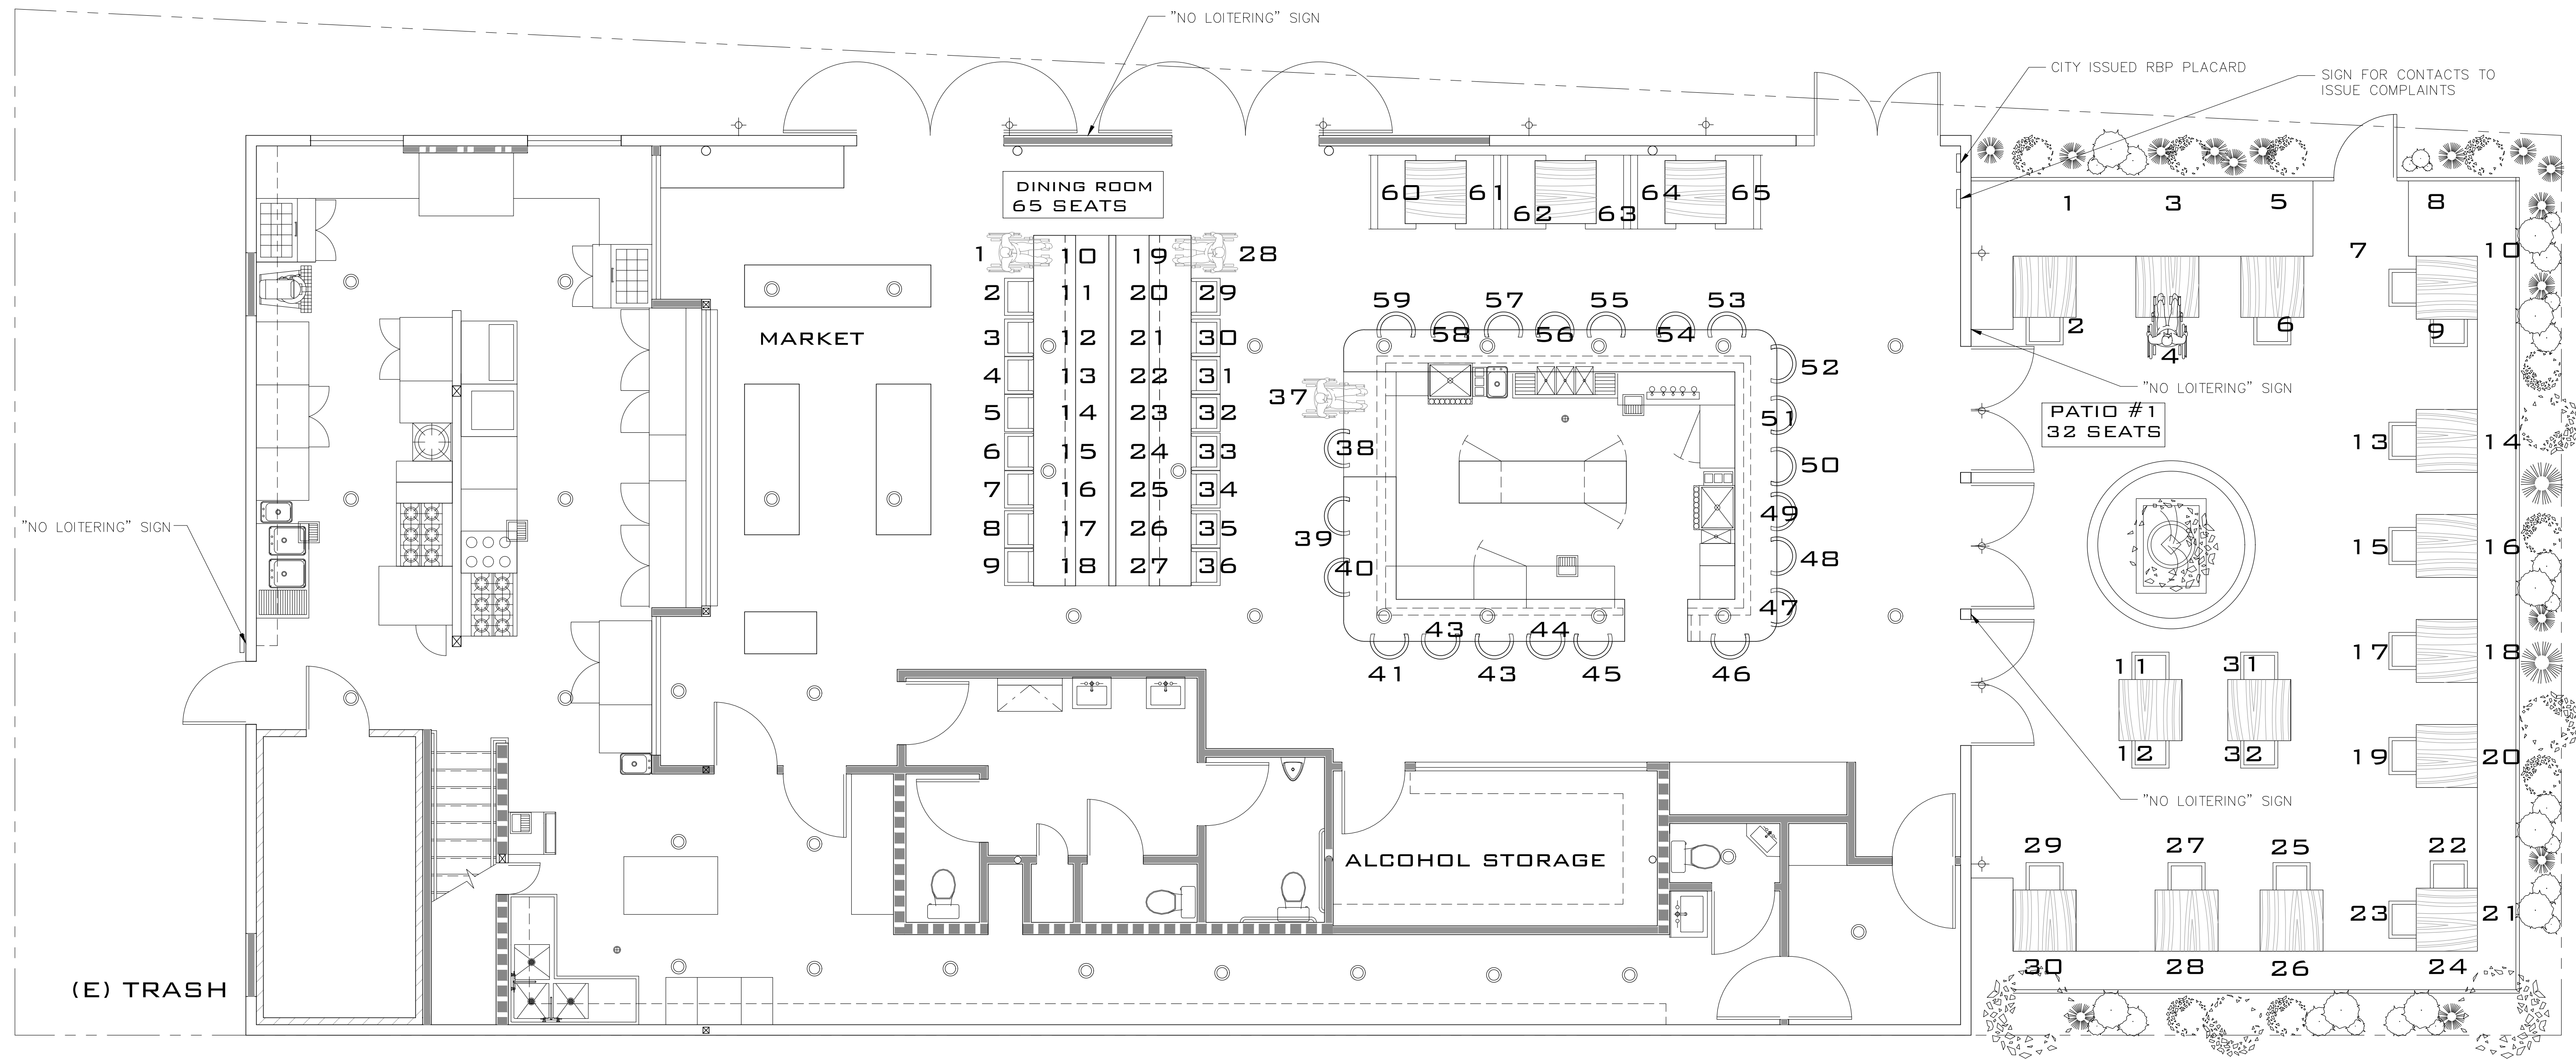 "NO LOITERING" SIGN
CITY ISSUED RBP PLACARD
SIGN FOR CONTACTS TO
ISSUE COMPLAINTS
DINING ROOM
65 SEATS
60 61 62 63 64 65
1 10 19 28
2 11 20 29
3 12 21 30
4 13 22 31
5 14 23 32
6 15 24 33
7 16 25 34
8 17 26 35
9 18 27 36
MARKET
59 58 57 56 55 54 53
52
51
50
49
48
47
37
38
39
40
43 44
41 43 45 46
1 3 5 8
7 10
2 4 6 9
"NO LOITERING" SIGN
PATIO #1
32 SEATS
13 14
15 16
17 18
11 31
12 32
19 20
"NO LOITERING" SIGN
29 27 25 22
23 21
30 28 26 24
"NO LOITERING" SIGN
ALCOHOL STORAGE
(E) TRASH